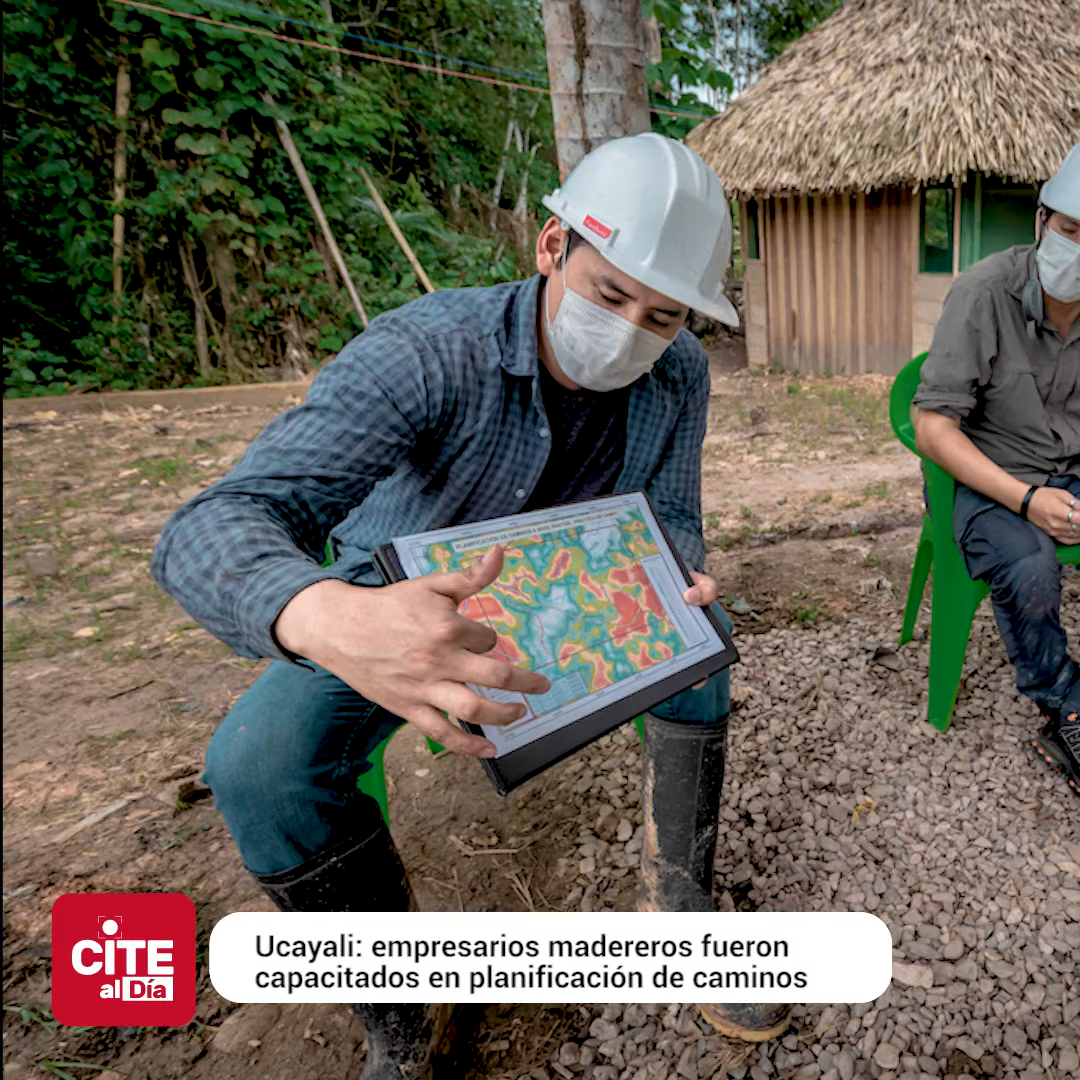 PLANIFICACIÓN DE CAMINOS
CITE
al Día
Ucayali: empresarios madereros fueron
capacitados en planificación de caminos